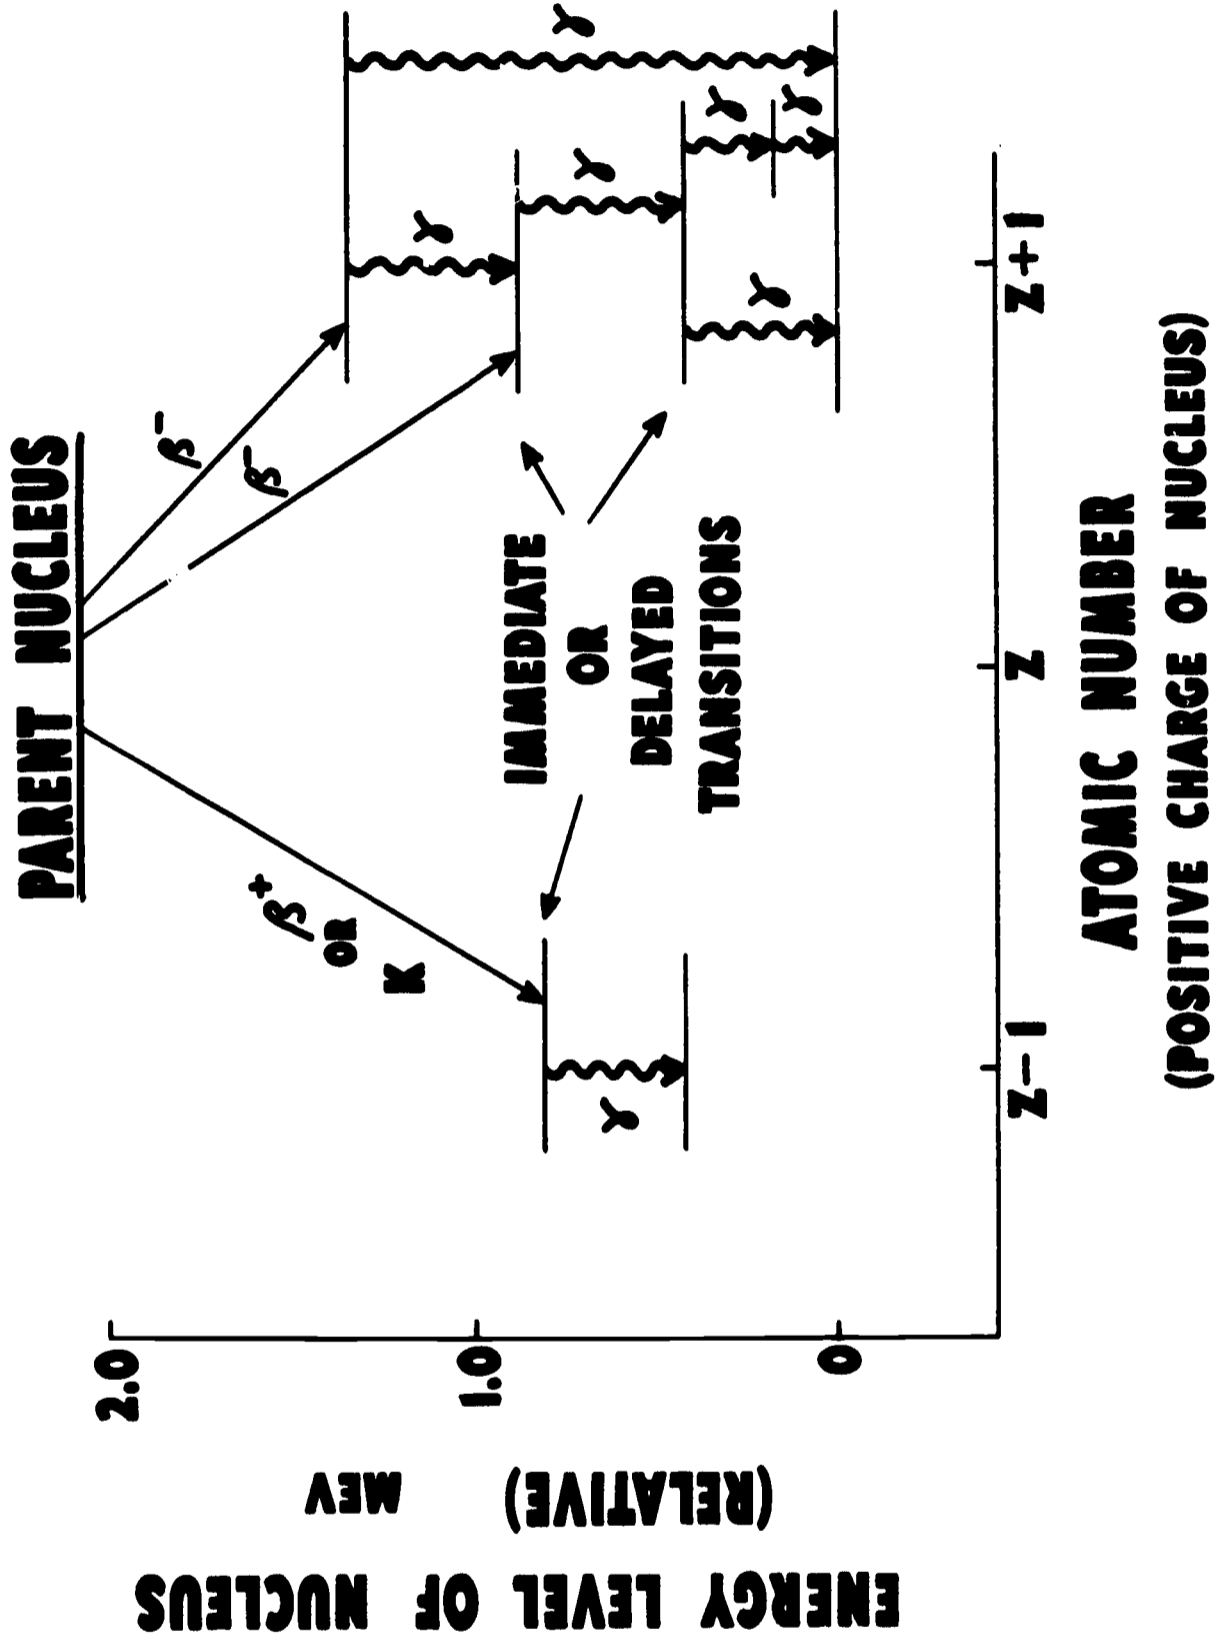 PARENT NUCLEUS
β⁻
β⁻
β⁺
OR
K
γ
γ
γ
γ
γ
γ
γ
IMMEDIATE
OR
DELAYED
TRANSITIONS
2.0
1.0
0
ENERGY LEVEL OF NUCLEUS
(RELATIVE) MEV
Z-1
Z
Z+1
ATOMIC NUMBER
(POSITIVE CHARGE OF NUCLEUS)